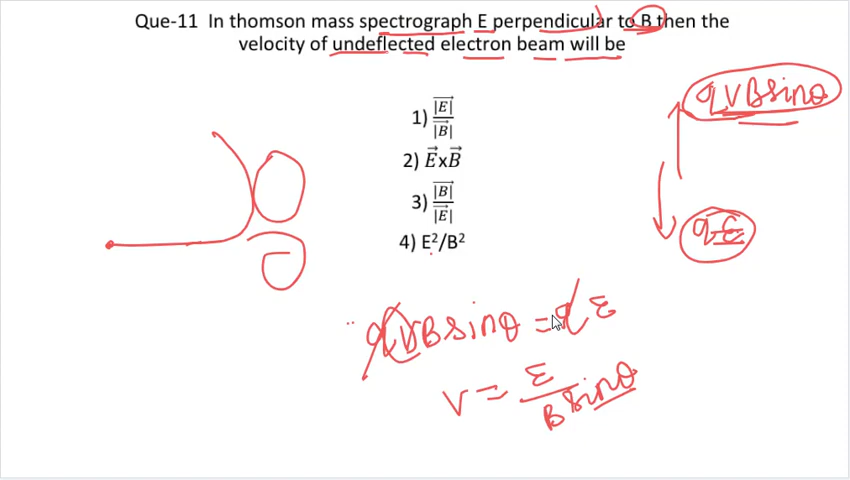 Que-11 In thomson mass spectrograph E perpendicular to B then the
velocity of undeflected electron beam will be
qVBsinθ
1) |E|/|B|
2) E⃗xB⃗
3) |B|/|E|
qE
4) E²/B²
qVBsinθ = qE
V = E/Bsinθ